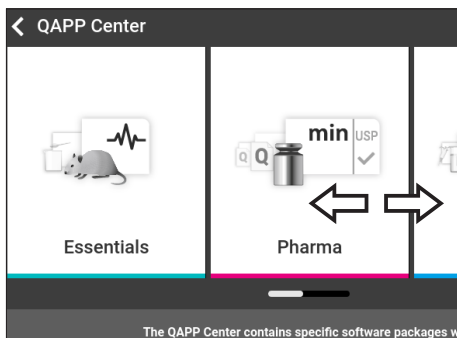 QAPP Center
Q Q min USP
Essentials
Pharma
The QAPP Center contains specific software packages w